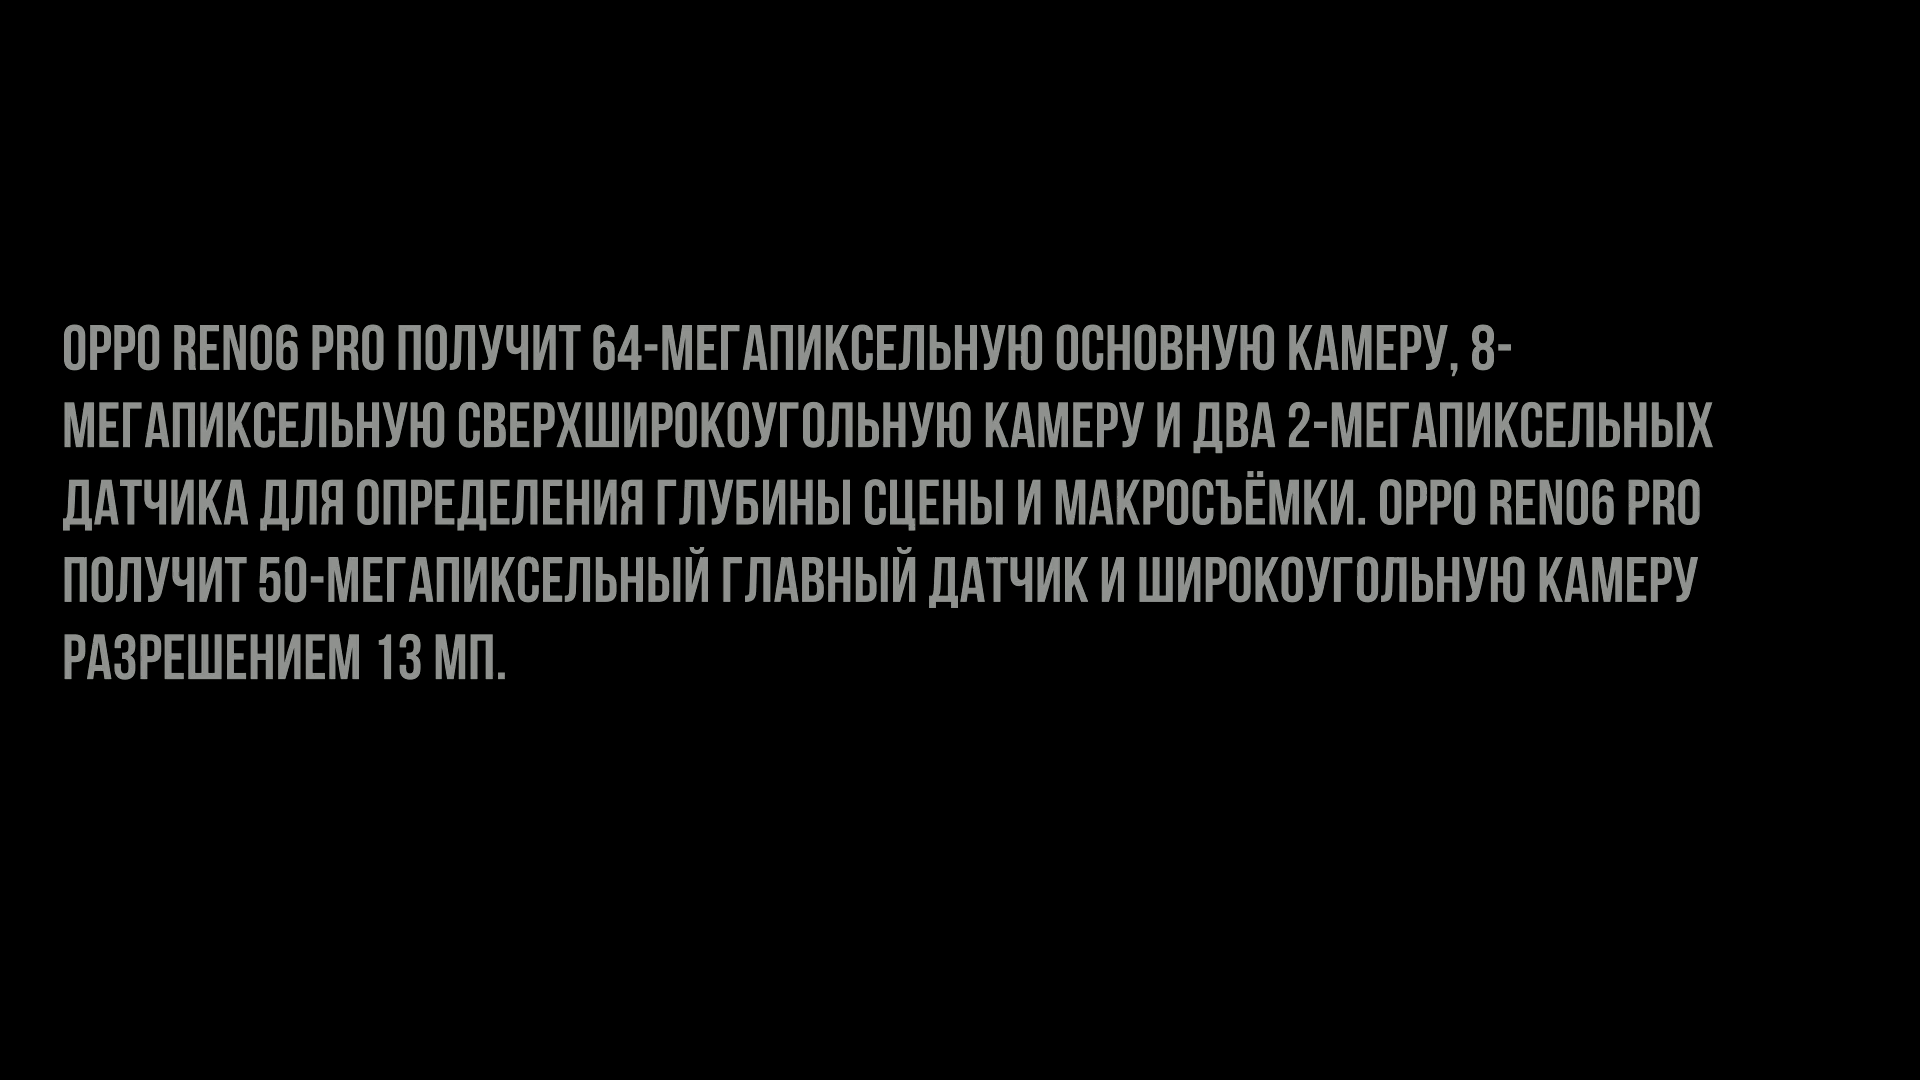 OPPO RENO6 PRO ПОЛУЧИТ 64-МЕГАПИКСЕЛЬНУЮ ОСНОВНУЮ КАМЕРУ, 8-
МЕГАПИКСЕЛЬНУЮ СВЕРХШИРОКОУГОЛЬНУЮ КАМЕРУ И ДВА 2-МЕГАПИКСЕЛЬНЫХ
ДАТЧИКА ДЛЯ ОПРЕДЕЛЕНИЯ ГЛУБИНЫ СЦЕНЫ И МАКРОСЪЁМКИ. OPPO RENO6 PRO
ПОЛУЧИТ 50-МЕГАПИКСЕЛЬНЫЙ ГЛАВНЫЙ ДАТЧИК И ШИРОКОУГОЛЬНУЮ КАМЕРУ
РАЗРЕШЕНИЕМ 13 МП.